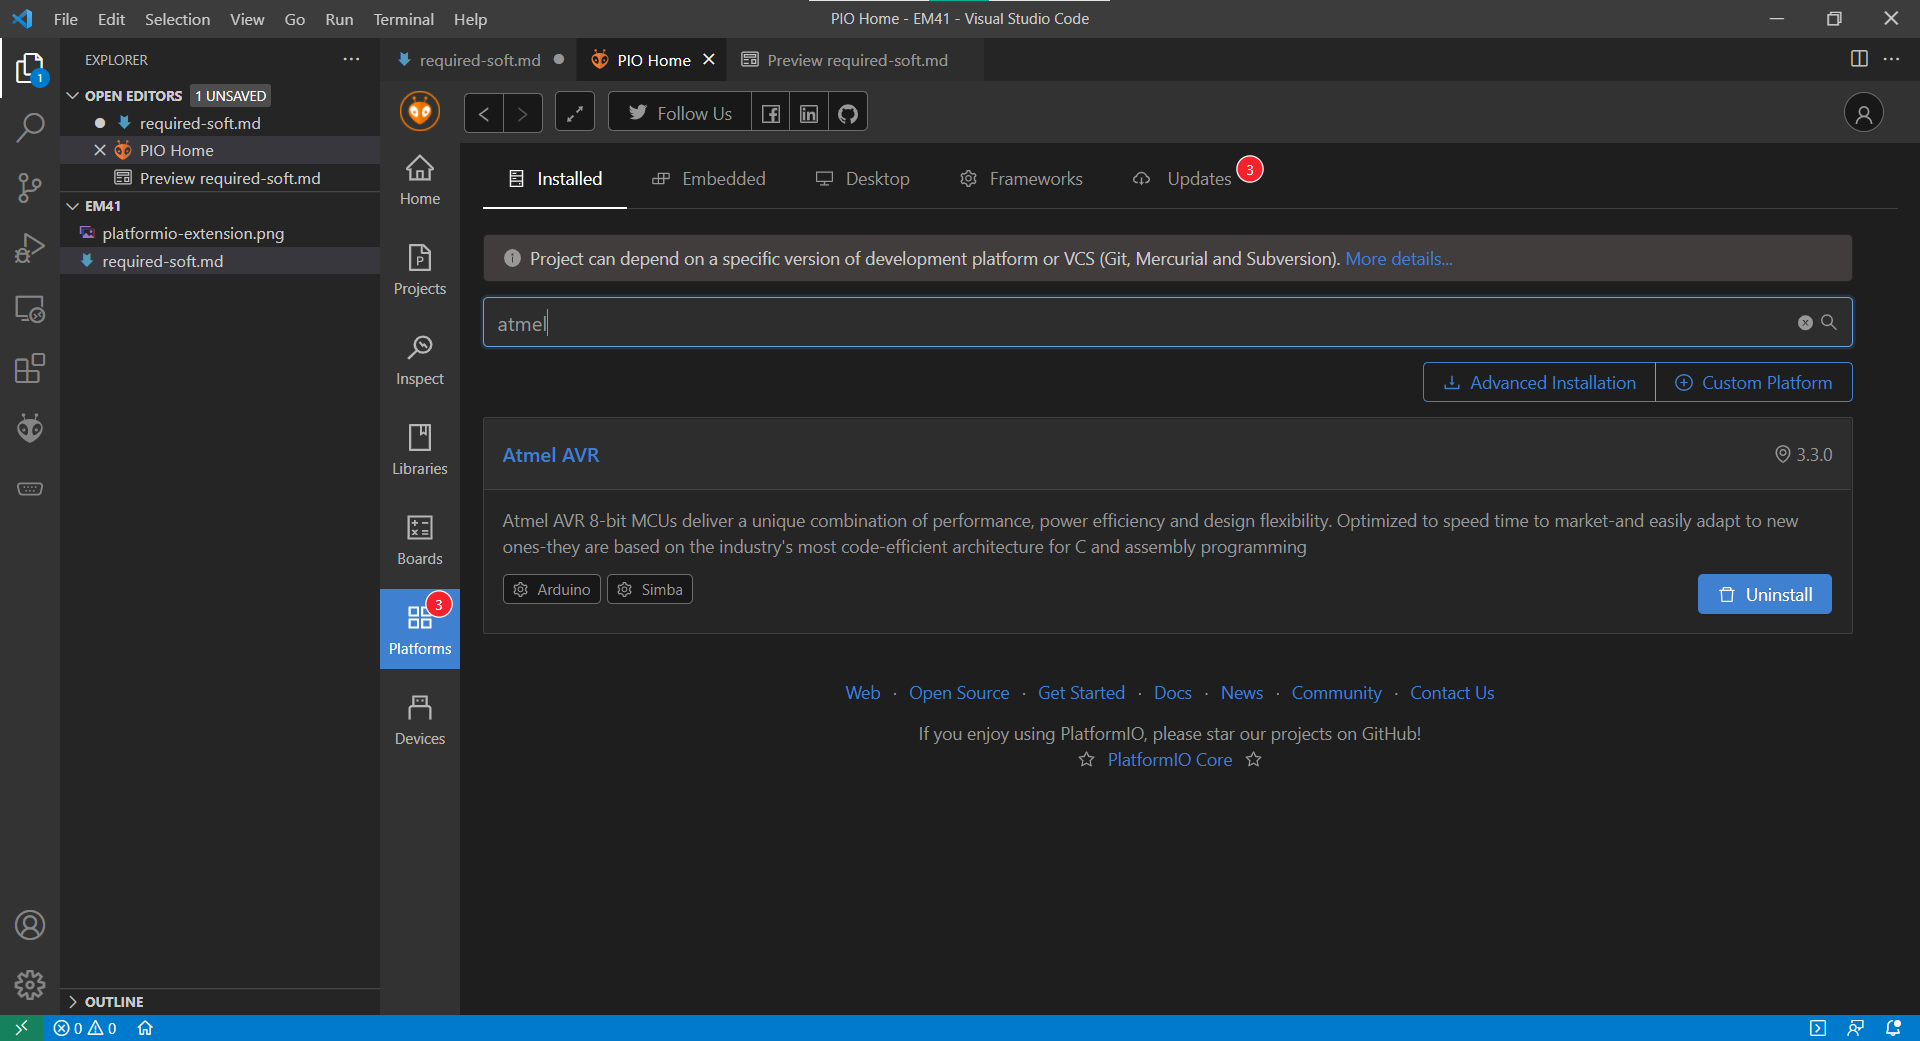 File Edit Selection View Go Run Terminal Help
PIO Home - EM41 - Visual Studio Code
EXPLORER
required-soft.md
PIO Home
Preview required-soft.md
OPEN EDITORS 1 UNSAVED
required-soft.md
PIO Home
Preview required-soft.md
EM41
platformio-extension.png
required-soft.md
OUTLINE
1
Follow Us
Home
Projects
Inspect
Libraries
Boards
3
Platforms
Devices
Installed
Embedded
Desktop
Frameworks
Updates 3
Project can depend on a specific version of development platform or VCS (Git, Mercurial and Subversion). More details...
atmel
Advanced Installation
Custom Platform
Atmel AVR
3.3.0
Atmel AVR 8-bit MCUs deliver a unique combination of performance, power efficiency and design flexibility. Optimized to speed time to market-and easily adapt to new
ones-they are based on the industry's most code-efficient architecture for C and assembly programming
Arduino
Simba
Uninstall
Web · Open Source · Get Started · Docs · News · Community · Contact Us
If you enjoy using PlatformIO, please star our projects on GitHub!
PlatformIO Core
0 0